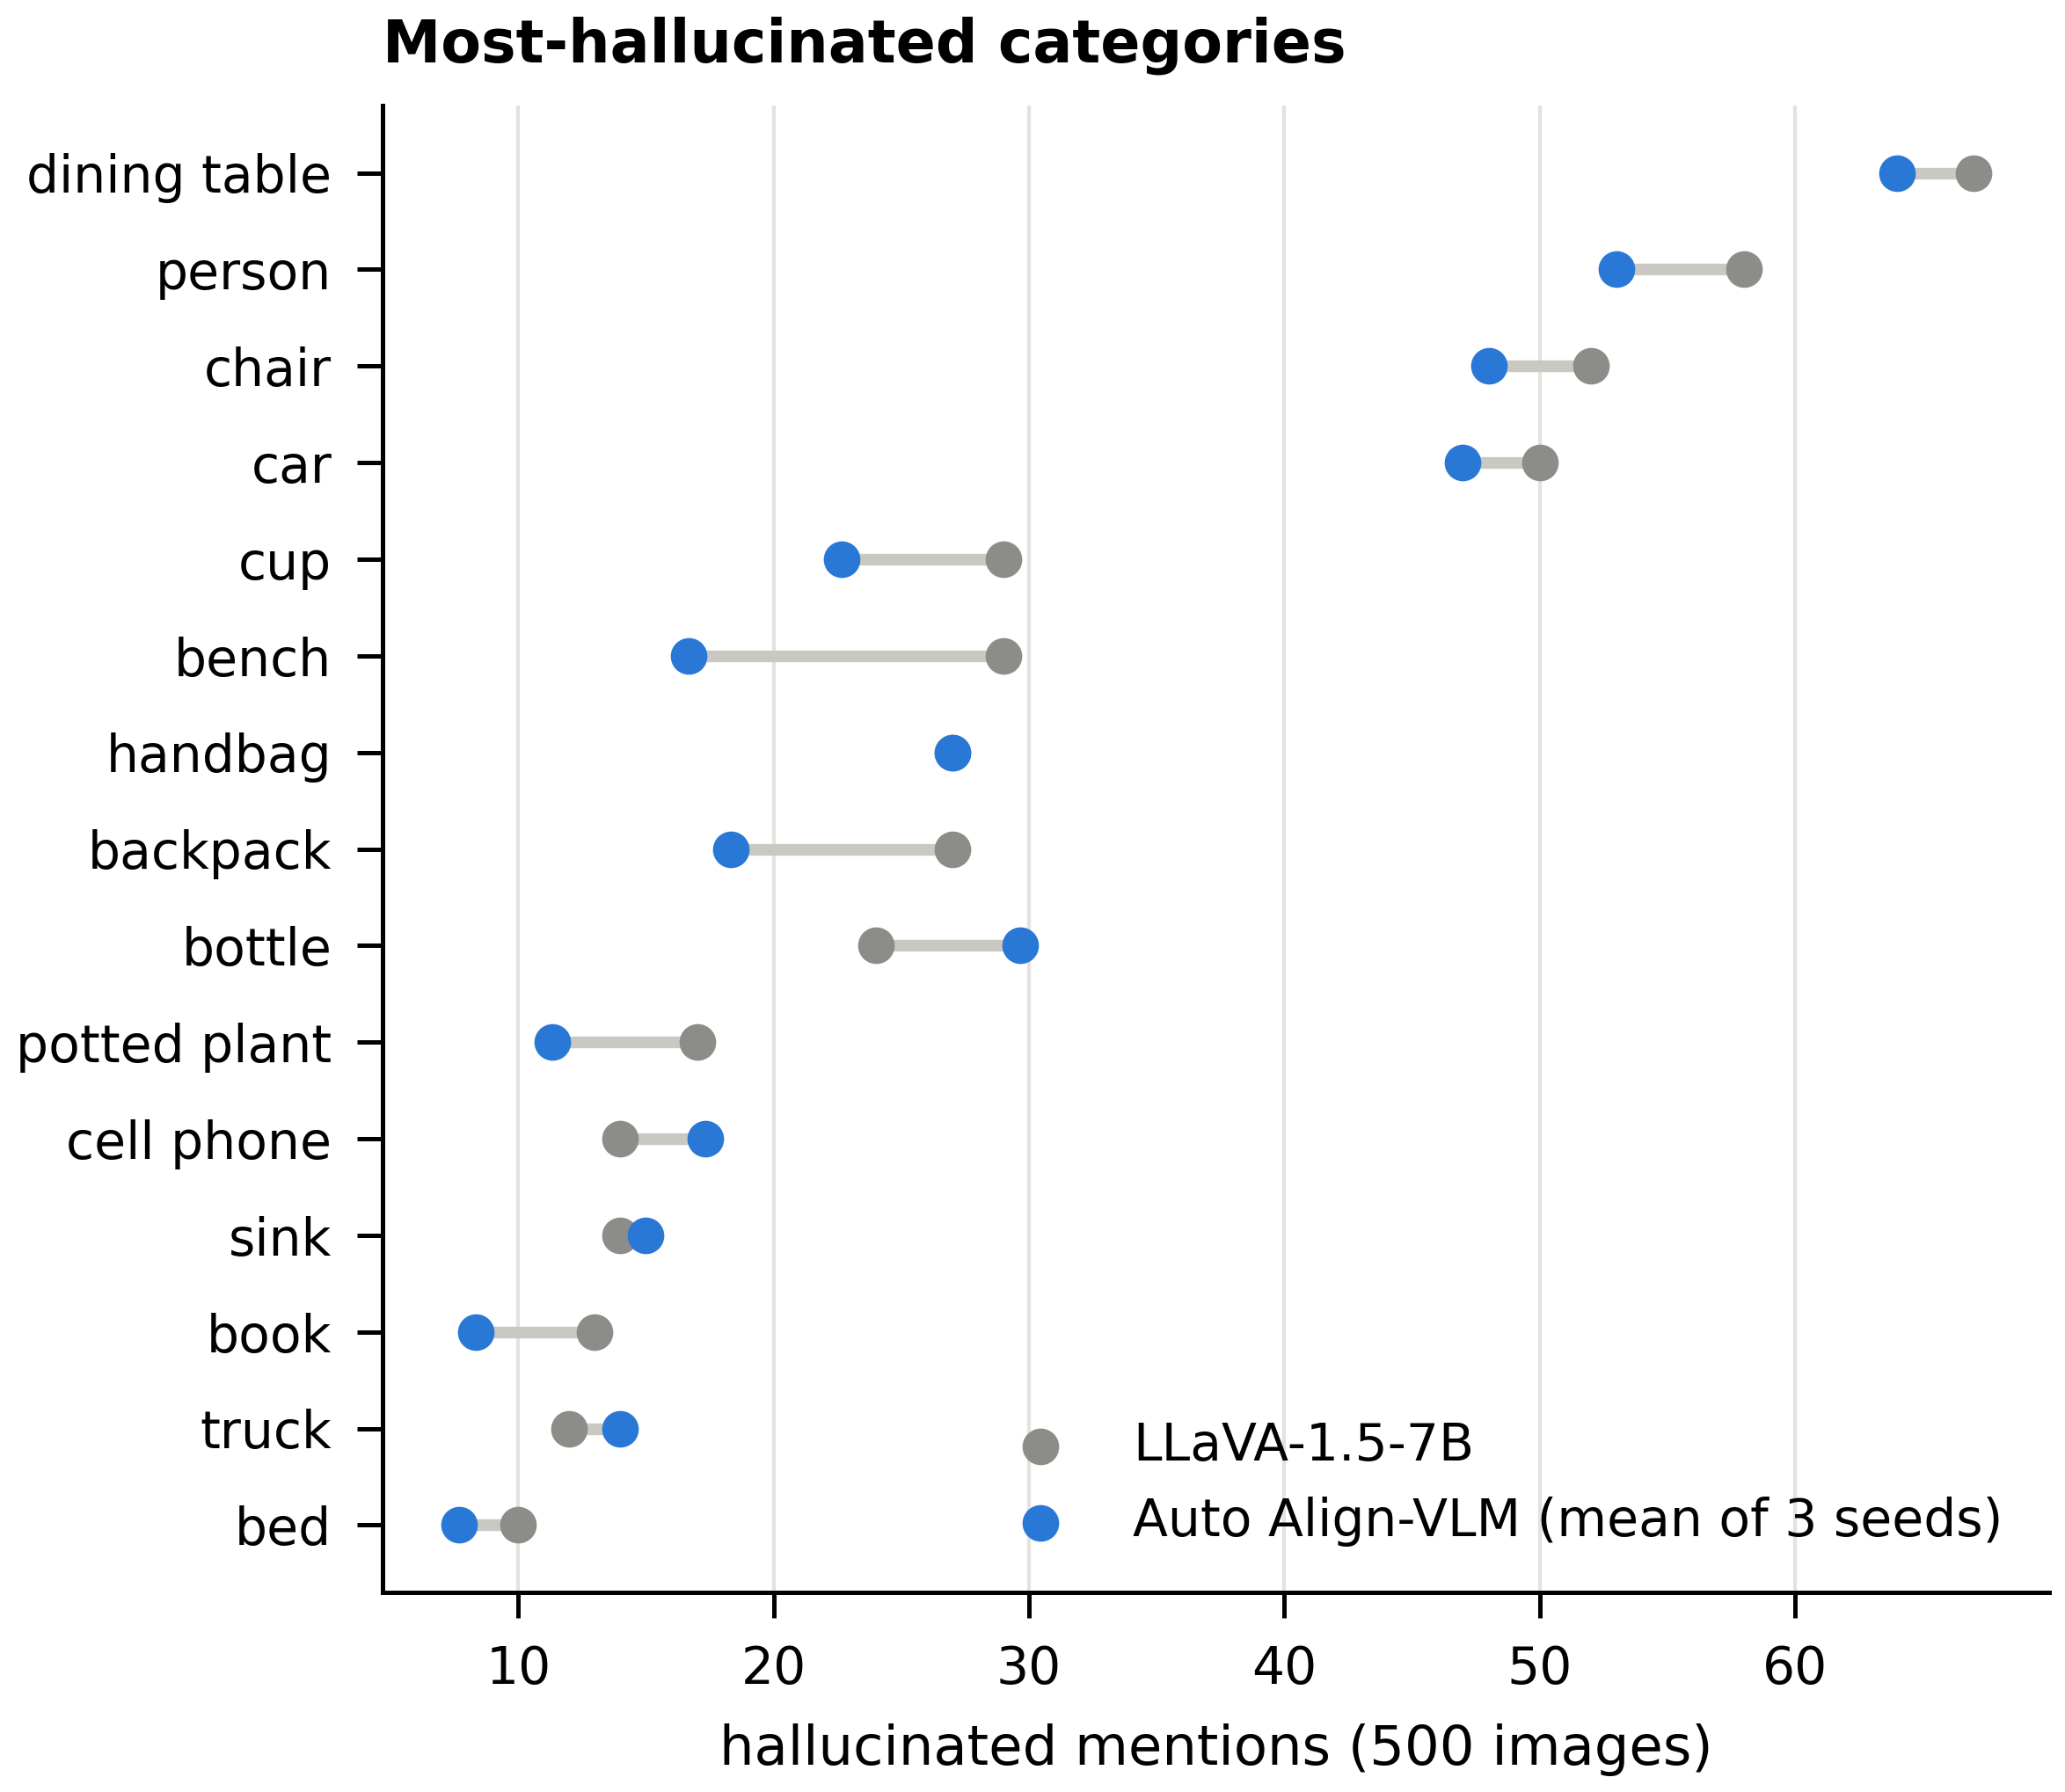 Most-hallucinated categories
dining table
person
chair
car
cup
bench
handbag
backpack
bottle
potted plant
cell phone
sink
book
truck
bed
LLaVA-1.5-7B
Auto Align-VLM (mean of 3 seeds)
10 20 30 40 50 60
hallucinated mentions (500 images)